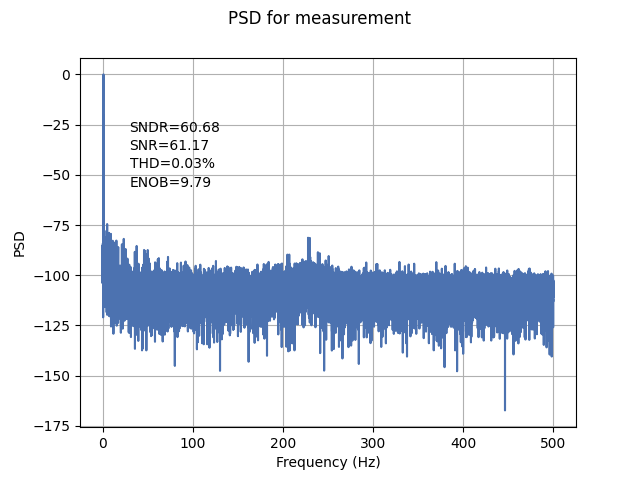 PSD for measurement
0
−25
−50
−75
−100
−125
−150
−175
PSD
SNDR=60.68
SNR=61.17
THD=0.03%
ENOB=9.79
0 100 200 300 400 500
Frequency (Hz)